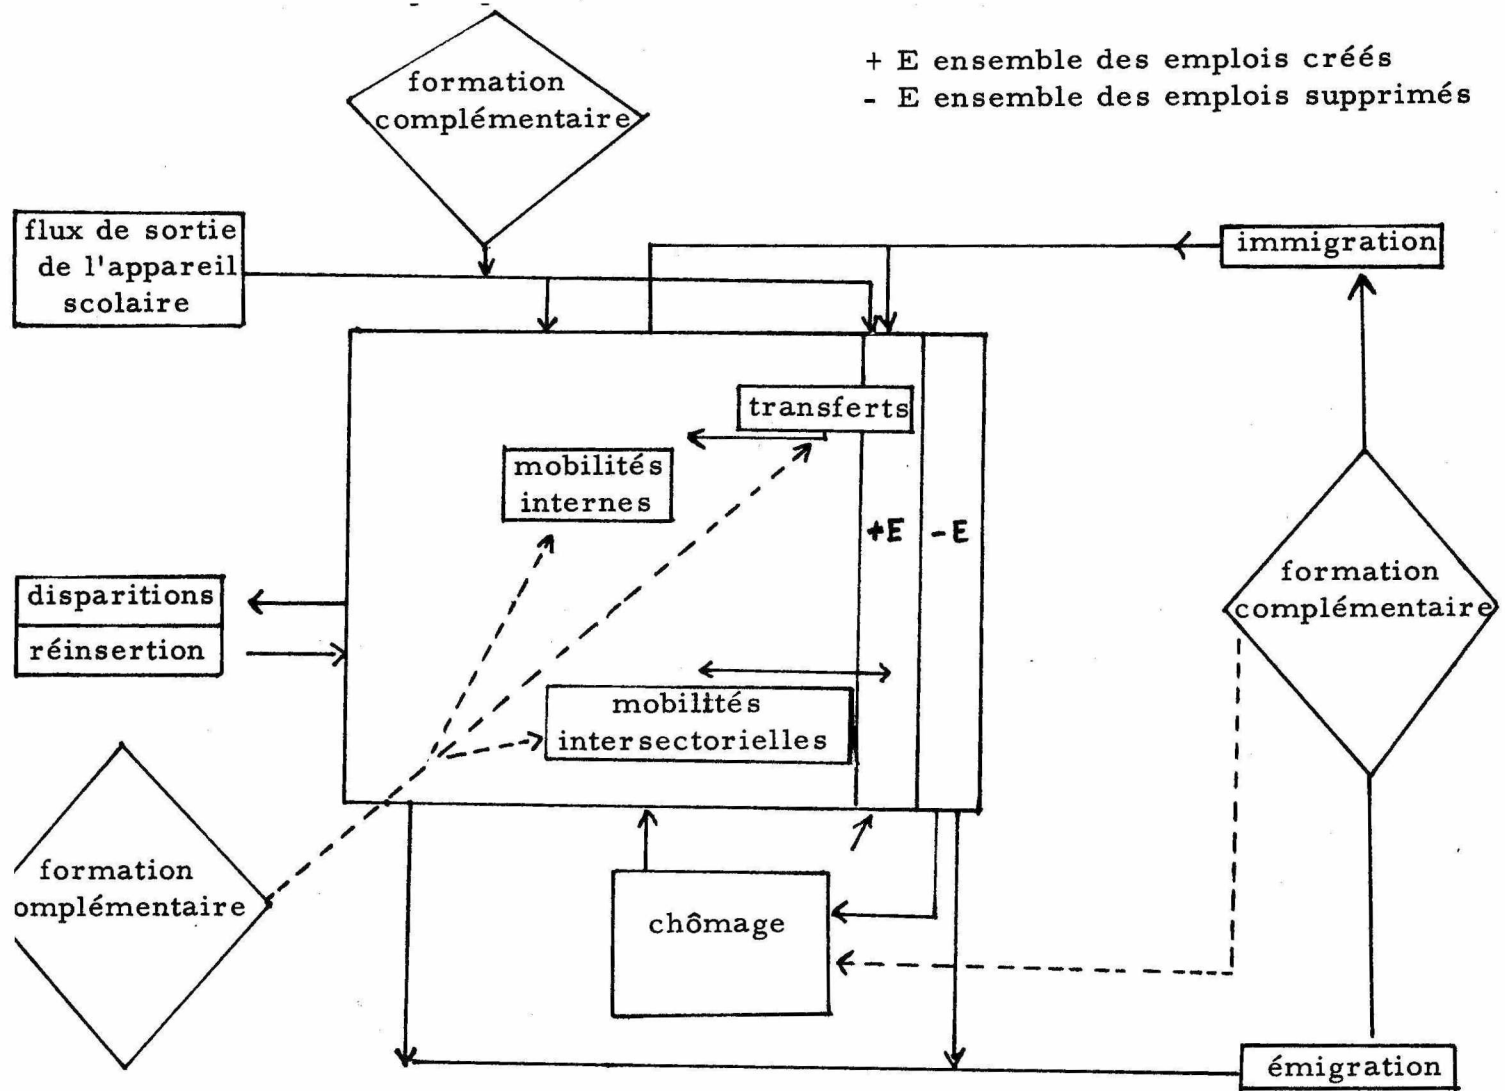 formation
complémentaire
+ E ensemble des emplois créés
- E ensemble des emplois supprimés
flux de sortie
de l'appareil
scolaire
immigration
transferts
mobilités
internes
+E
-E
formation
complémentaire
disparitions
réinsertion
mobilités
intersectorielles
formation
omplémentaire
chômage
émigration